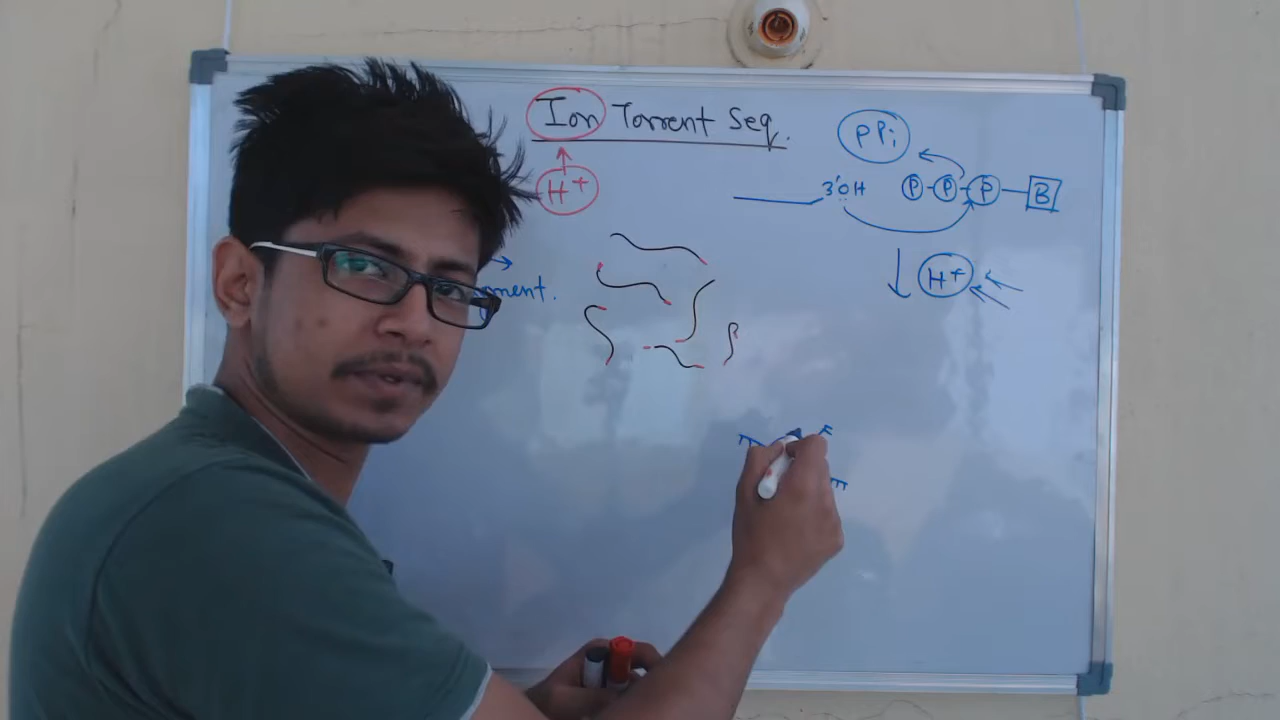 Ion Torrent Seq.
PPi
H+
3'OH P-P-P-B
H+
ment.